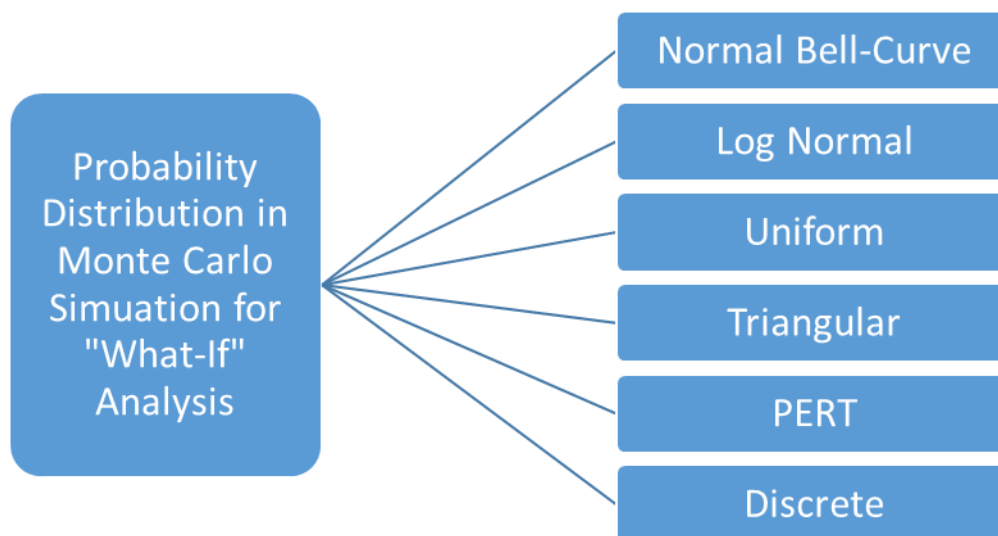 Probability
Distribution in
Monte Carlo
Simuation for
"What-If"
Analysis
Normal Bell-Curve
Log Normal
Uniform
Triangular
PERT
Discrete